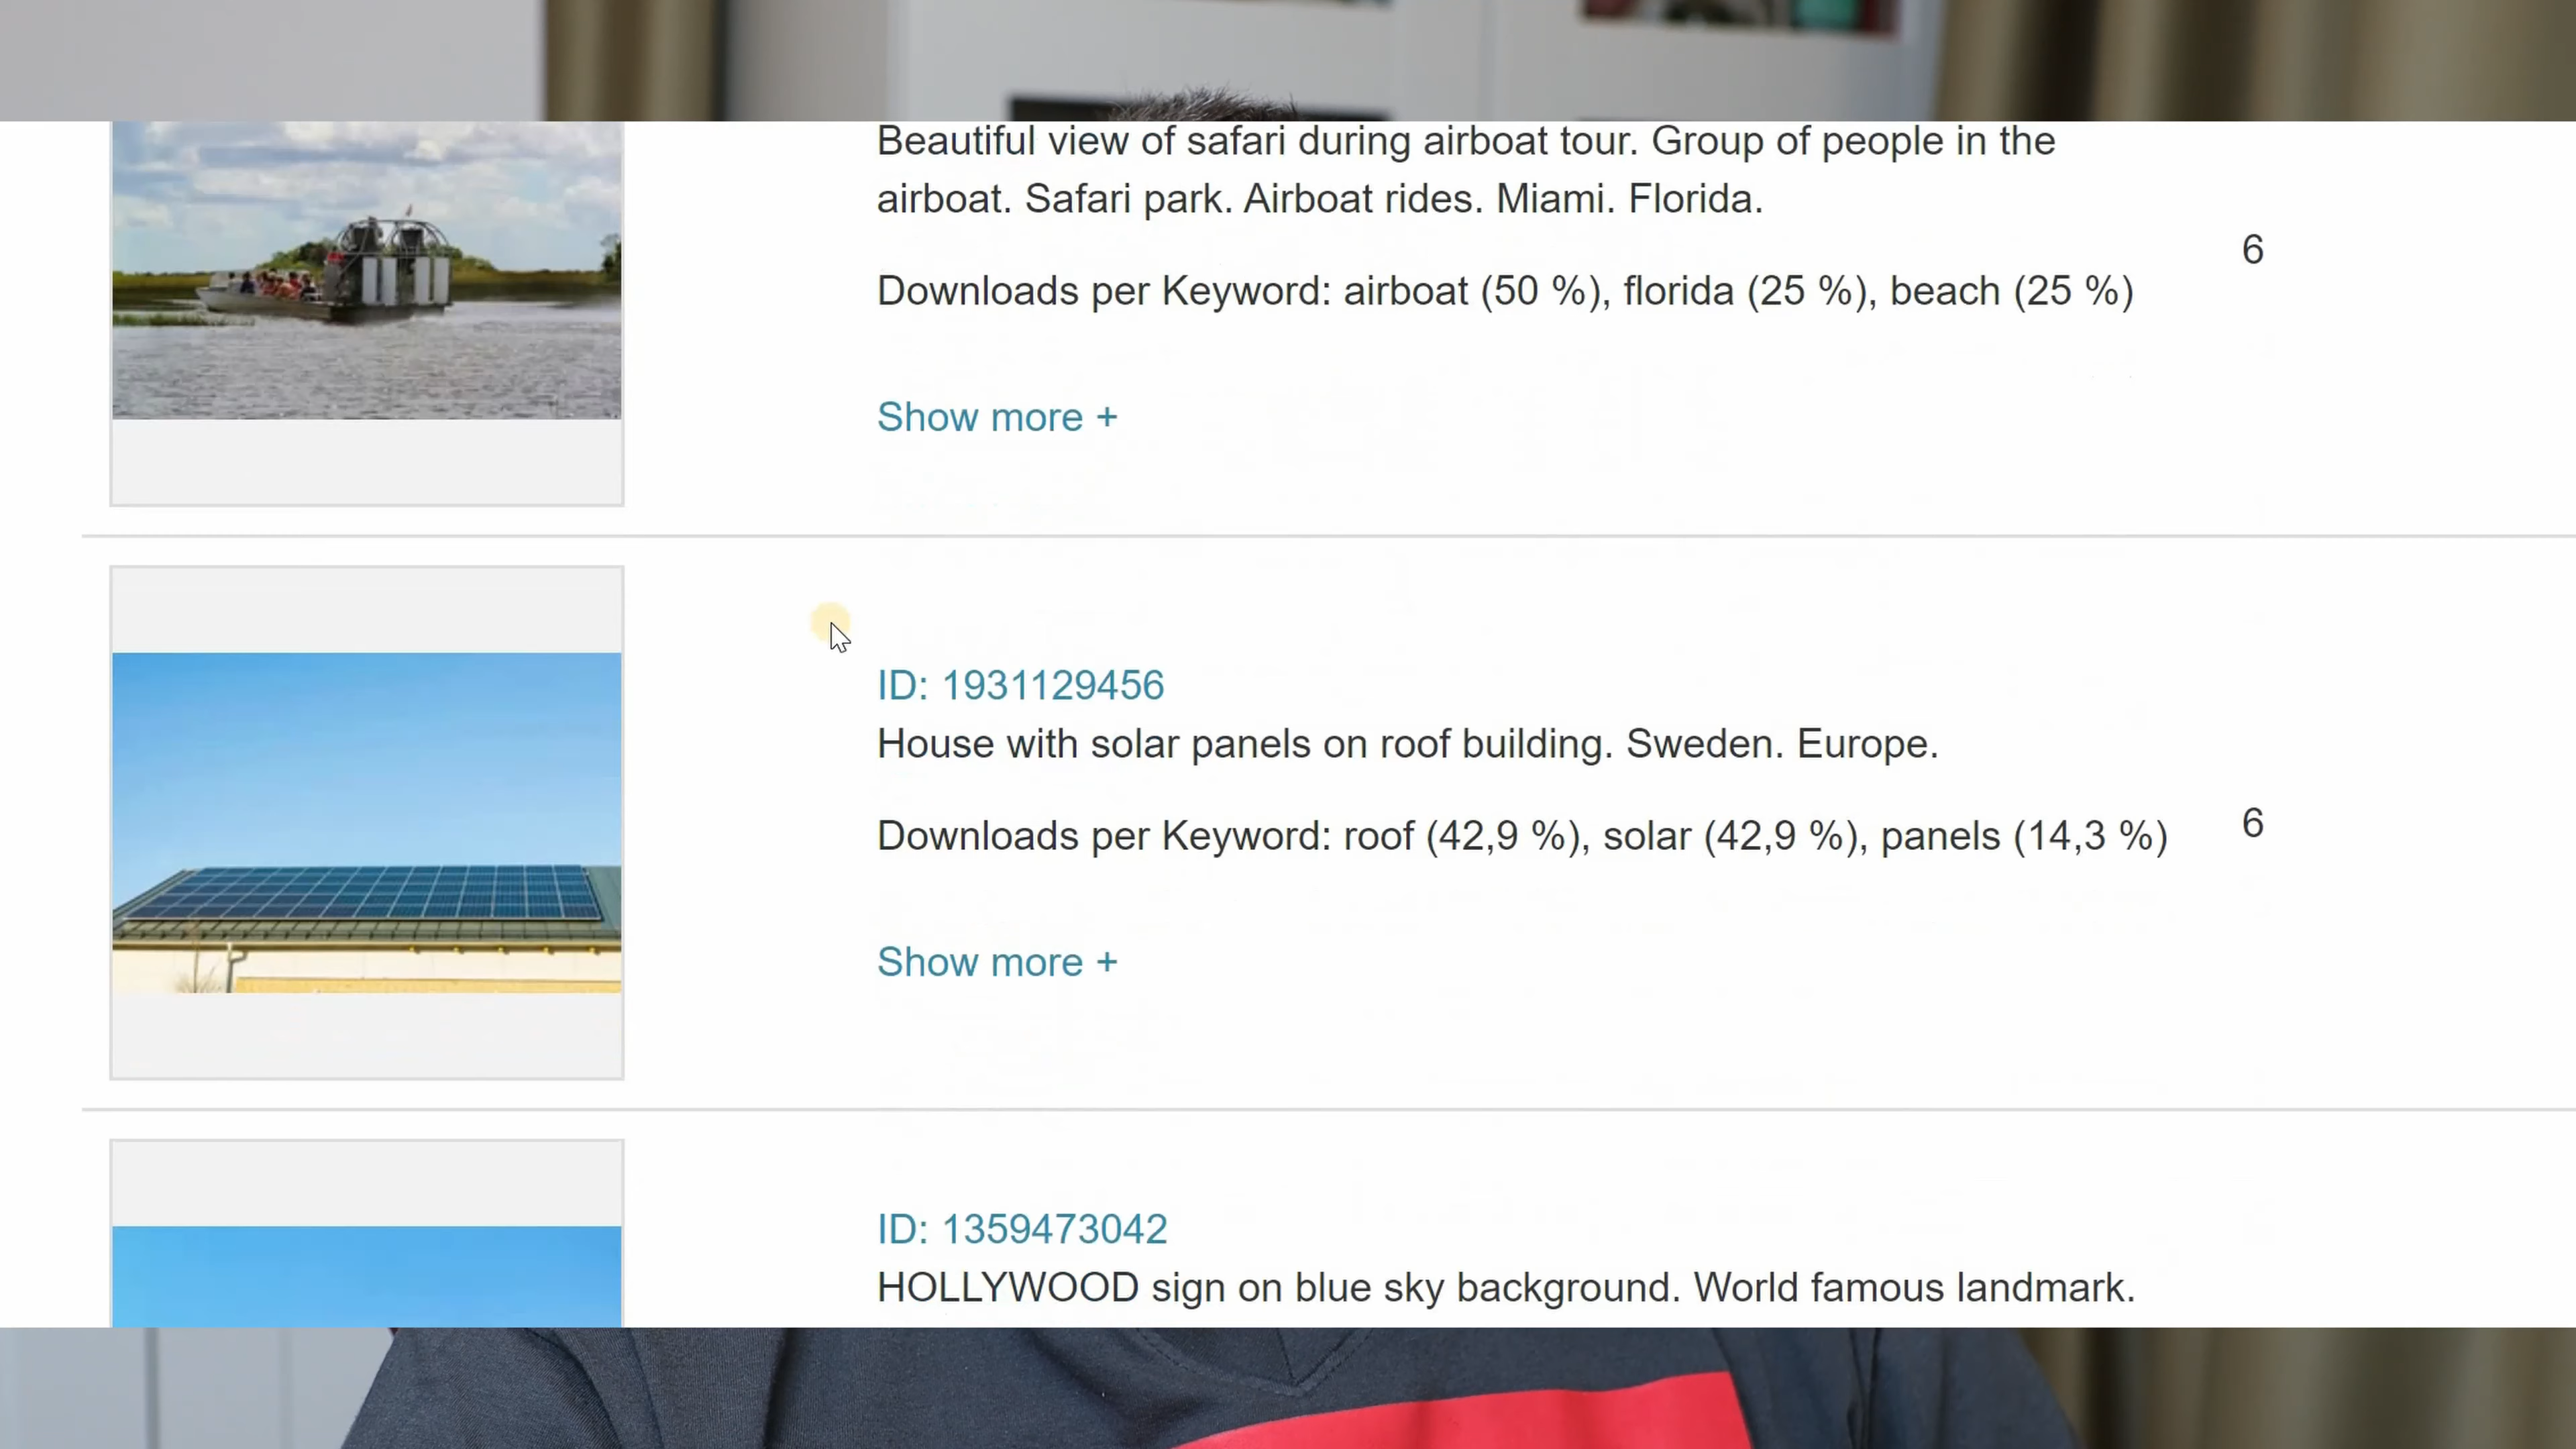 Beautiful view of safari during airboat tour. Group of people in the
airboat. Safari park. Airboat rides. Miami. Florida.
6
Downloads per Keyword: airboat (50 %), florida (25 %), beach (25 %)
Show more +
ID: 1931129456
House with solar panels on roof building. Sweden. Europe.
Downloads per Keyword: roof (42,9 %), solar (42,9 %), panels (14,3 %)
6
Show more +
ID: 1359473042
HOLLYWOOD sign on blue sky background. World famous landmark.